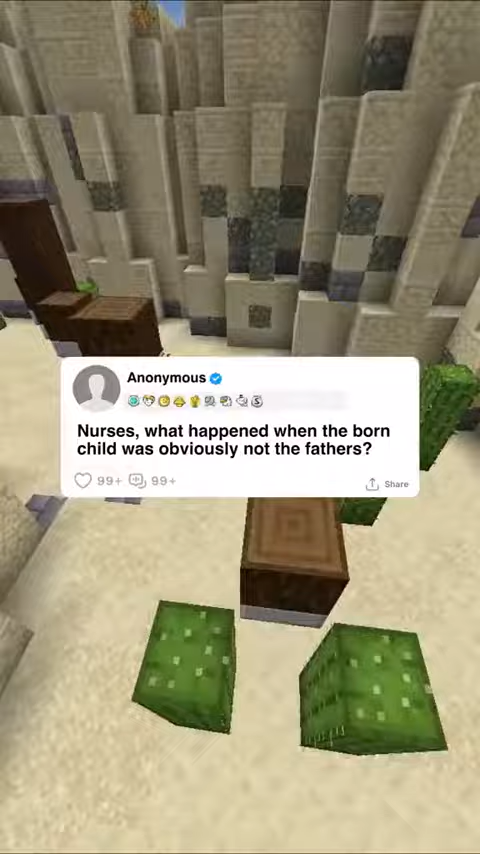 Anonymous
Nurses, what happened when the born
child was obviously not the fathers?
99+ 99+ Share